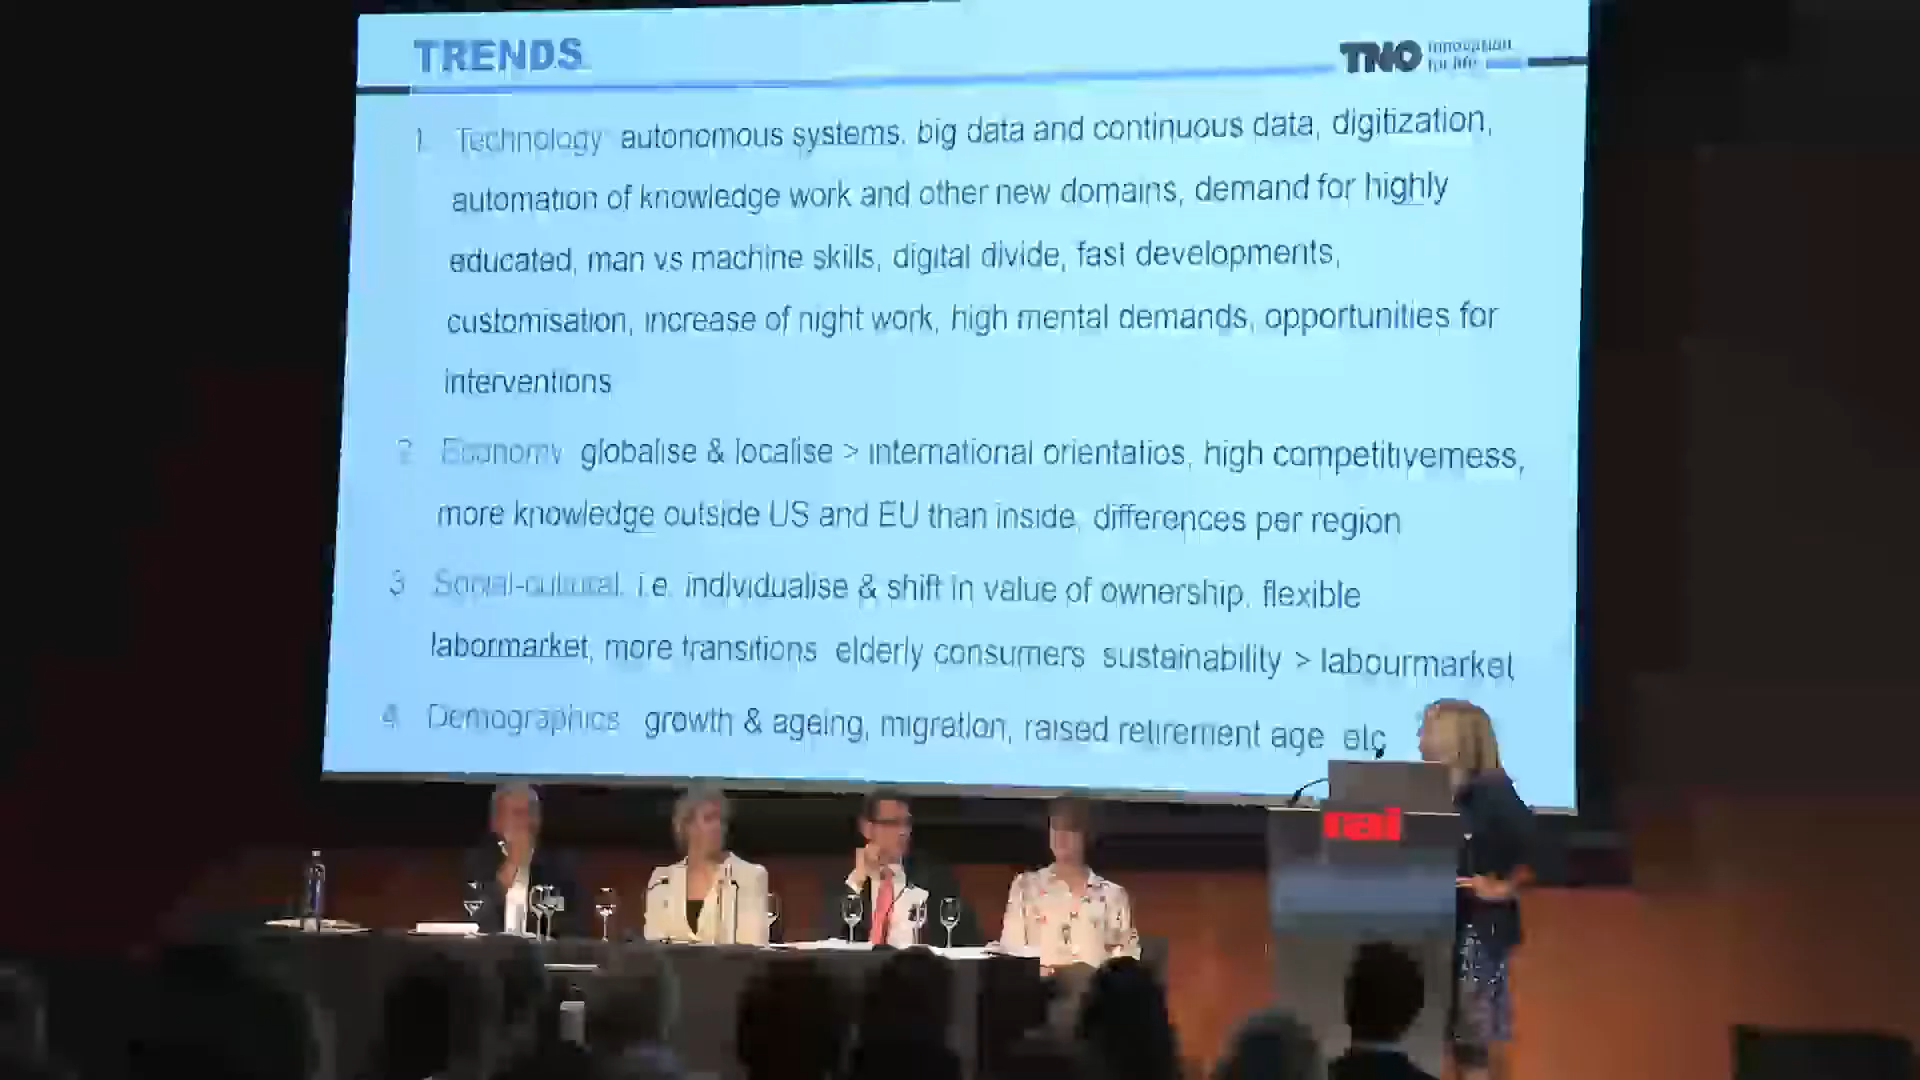 TRENDS
TNO innovation for life
1. Technology autonomous systems, big data and continuous data, digitization,
automation of knowledge work and other new domains, demand for highly
educated, man vs machine skills, digital divide, fast developments,
customisation, increase of night work, high mental demands, opportunities for
interventions
2 Economy globalise & localise > international orientatios, high competitivemess,
more knowledge outside US and EU than inside, differences per region
3 Social-cultural, i.e. individualise & shift in value of ownership, flexible
labormarket, more transitions elderly consumers sustainability > labourmarket
4 Demographics growth & ageing, migration, raised retirement age etc
rai